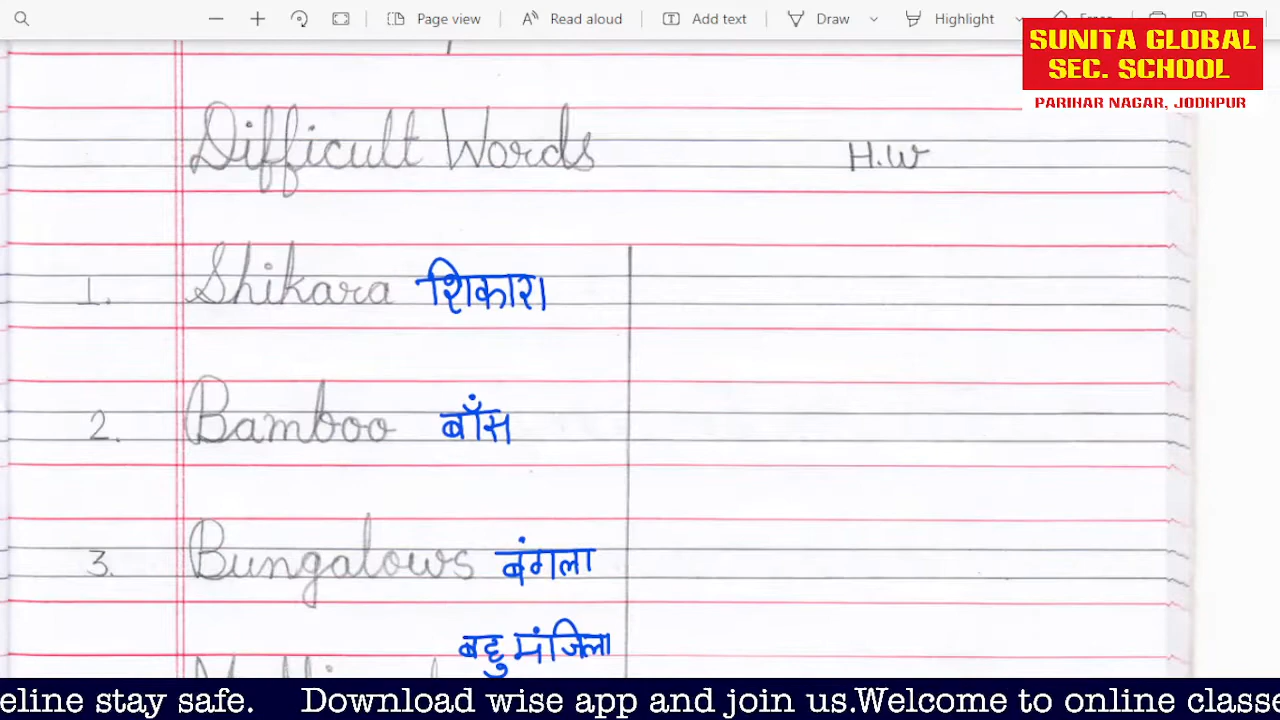 Page view
Read aloud
Add text
Draw
Highlight
Erase
SUNITA GLOBAL
SEC. SCHOOL
PARIHAR NAGAR, JODHPUR
Difficult Words H.W
1. Shikara शिकारा
2. Bamboo बाँस
3. Bungalows बंगला
बहु मंजिला
eline stay safe. Download wise app and join us.Welcome to online classe